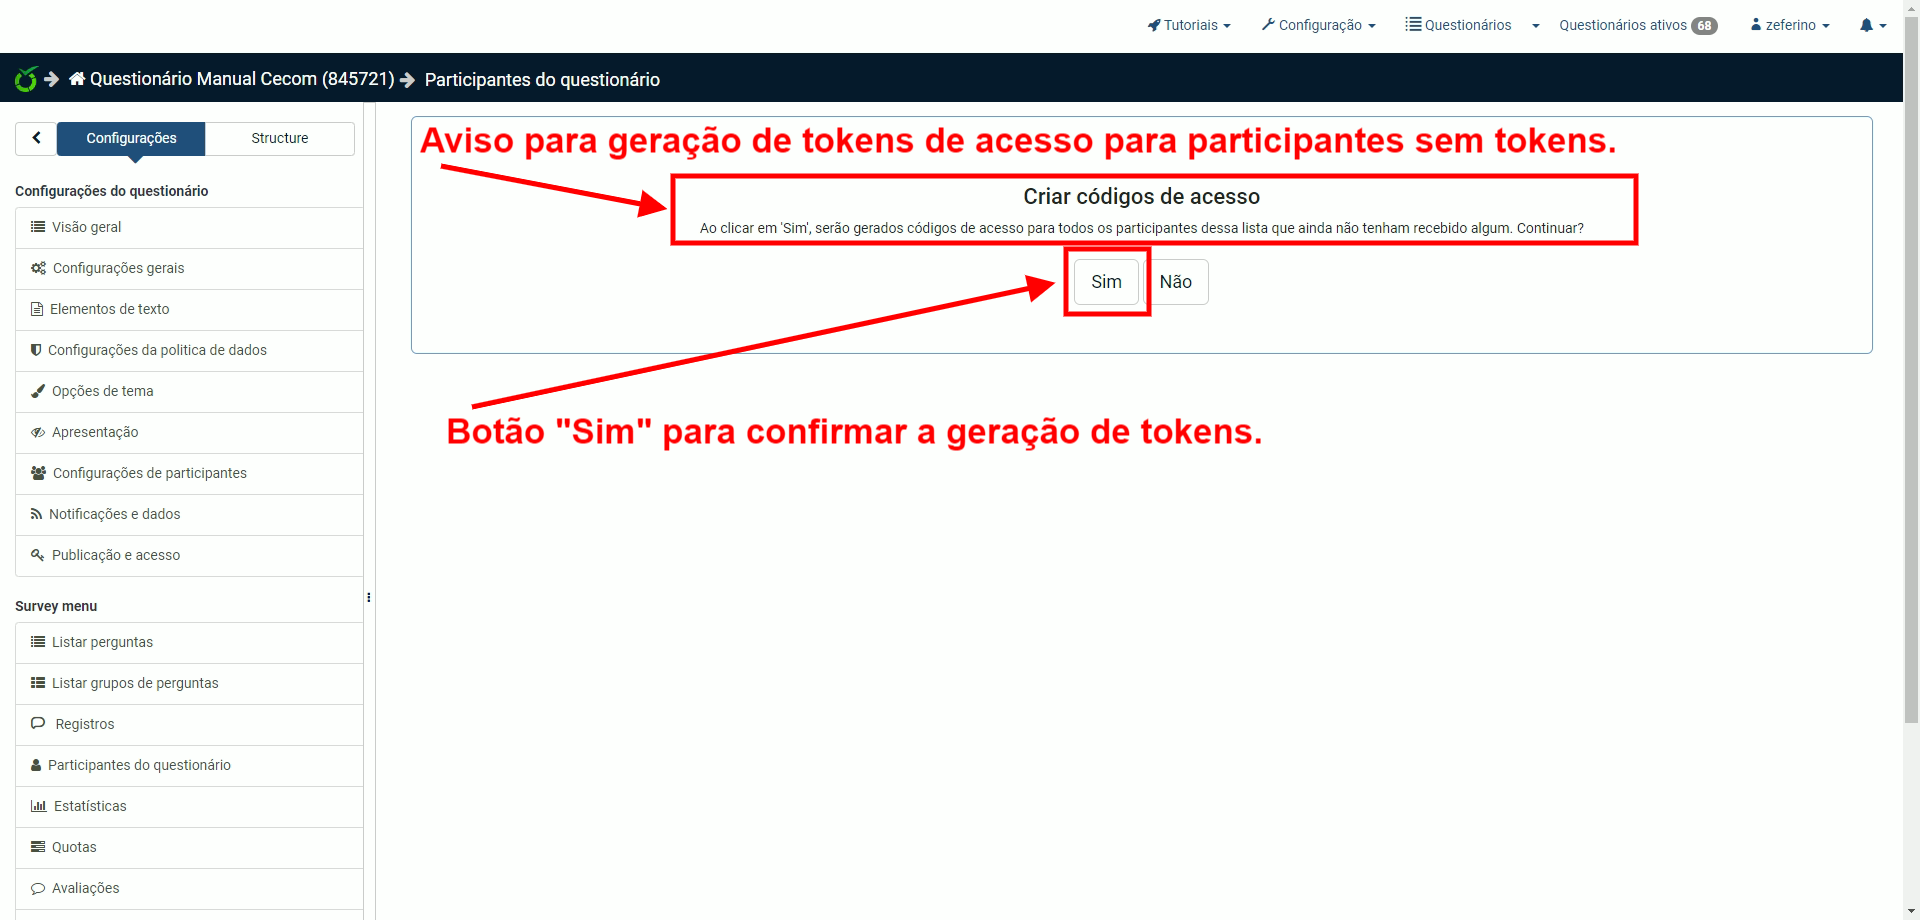 Tutoriais
Configuração
Questionários
Questionários ativos 68
zeferino
Questionário Manual Cecom (845721)
Participantes do questionário
Configurações
Structure
Aviso para geração de tokens de acesso para participantes sem tokens.
Configurações do questionário
Criar códigos de acesso
Ao clicar em 'Sim', serão gerados códigos de acesso para todos os participantes dessa lista que ainda não tenham recebido algum. Continuar?
Sim
Não
Botão "Sim" para confirmar a geração de tokens.
Visão geral
Configurações gerais
Elementos de texto
Configurações da politica de dados
Opções de tema
Apresentação
Configurações de participantes
Notificações e dados
Publicação e acesso
Survey menu
Listar perguntas
Listar grupos de perguntas
Registros
Participantes do questionário
Estatísticas
Quotas
Avaliações